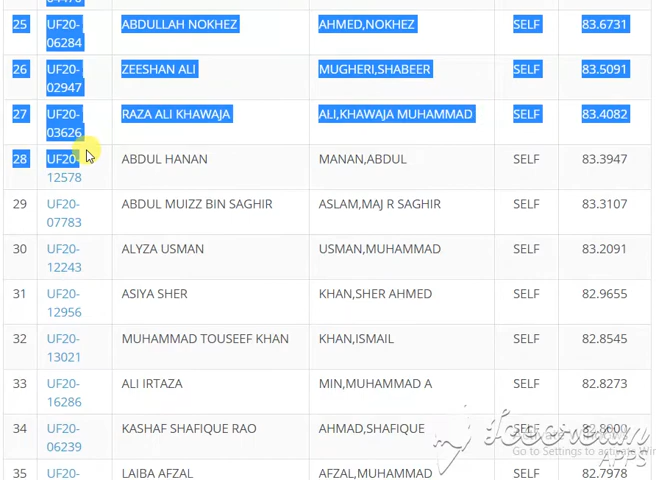 25 UF20- ABDULLAH NOKHEZ AHMED,NOKHEZ SELF 83.6731
06284
26 UF20- ZEESHAN ALI MUGHERI,SHABEER SELF 83.5091
02947
27 UF20- RAZA ALI KHAWAJA ALI,KHAWAJA MUHAMMAD SELF 83.4082
03626
28 UF20- ABDUL HANAN MANAN,ABDUL SELF 83.3947
12578
29 UF20- ABDUL MUIZZ BIN SAGHIR ASLAM,MAJ R SAGHIR SELF 83.3107
07783
30 UF20- ALYZA USMAN USMAN,MUHAMMAD SELF 83.2091
12243
31 UF20- ASIYA SHER KHAN,SHER AHMED SELF 82.9655
12956
32 UF20- MUHAMMAD TOUSEEF KHAN KHAN,ISMAIL SELF 82.8545
13021
33 UF20- ALI IRTAZA MIN,MUHAMMAD A SELF 82.8273
16286
34 UF20- KASHAF SHAFIQUE RAO AHMAD,SHAFIQUE SELF 82.8000
06239
Go to Settings to activate Win
APPS
35 UF20- LAIBA AFZAL AFZAL,MUHAMMAD SELF 82.7978